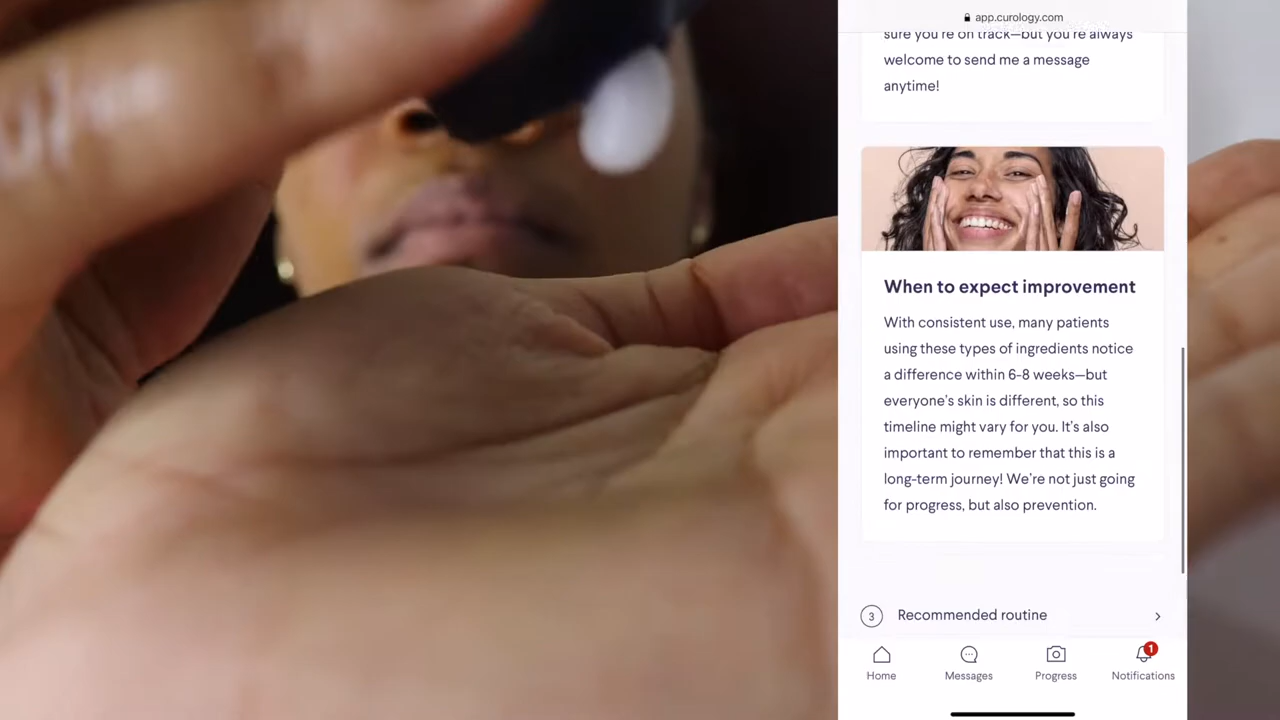 app.curology.com
sure you're on track—but you're always
welcome to send me a message
anytime!
When to expect improvement
With consistent use, many patients
using these types of ingredients notice
a difference within 6-8 weeks—but
everyone's skin is different, so this
timeline might vary for you. It's also
important to remember that this is a
long-term journey! We're not just going
for progress, but also prevention.
3 Recommended routine
1
Home Messages Progress Notifications